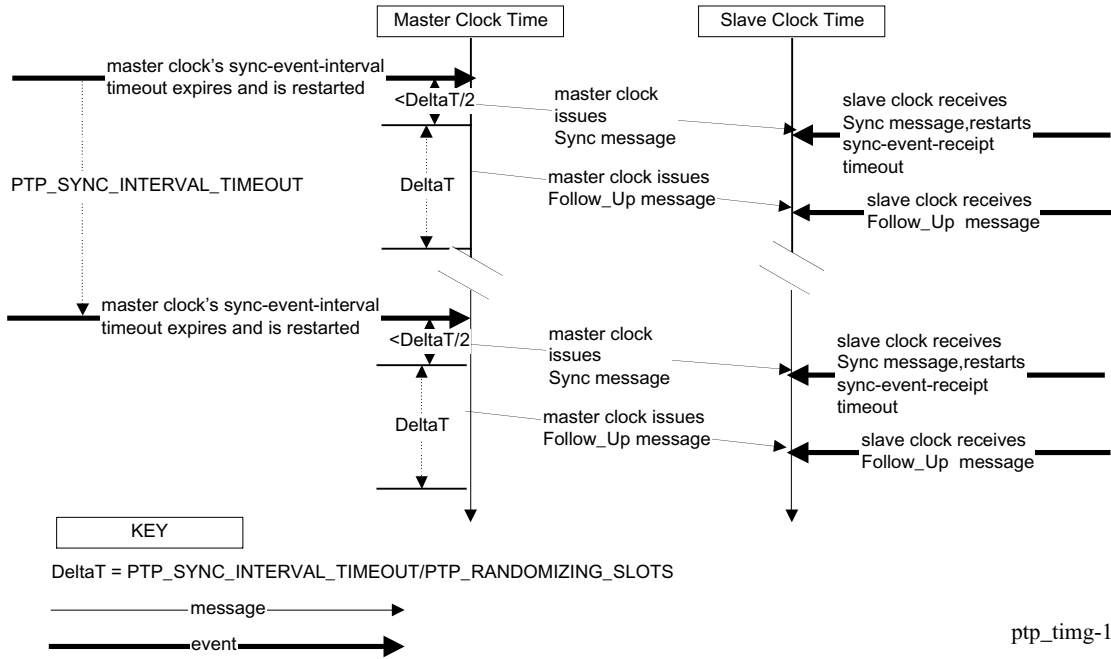 Master Clock Time
Slave Clock Time
master clock's sync-event-interval
timeout expires and is restarted
<DeltaT/2
master clock
issues
Sync message
slave clock receives
Sync message,restarts
sync-event-receipt
timeout
PTP_SYNC_INTERVAL_TIMEOUT
DeltaT
master clock issues
Follow_Up message
slave clock receives
Follow_Up message
master clock's sync-event-interval
timeout expires and is restarted
<DeltaT/2
master clock
issues
Sync message
slave clock receives
Sync message,restarts
sync-event-receipt
timeout
DeltaT
master clock issues
Follow_Up message
slave clock receives
Follow_Up message
KEY
DeltaT = PTP_SYNC_INTERVAL_TIMEOUT/PTP_RANDOMIZING_SLOTS
message
event
ptp_timg-1